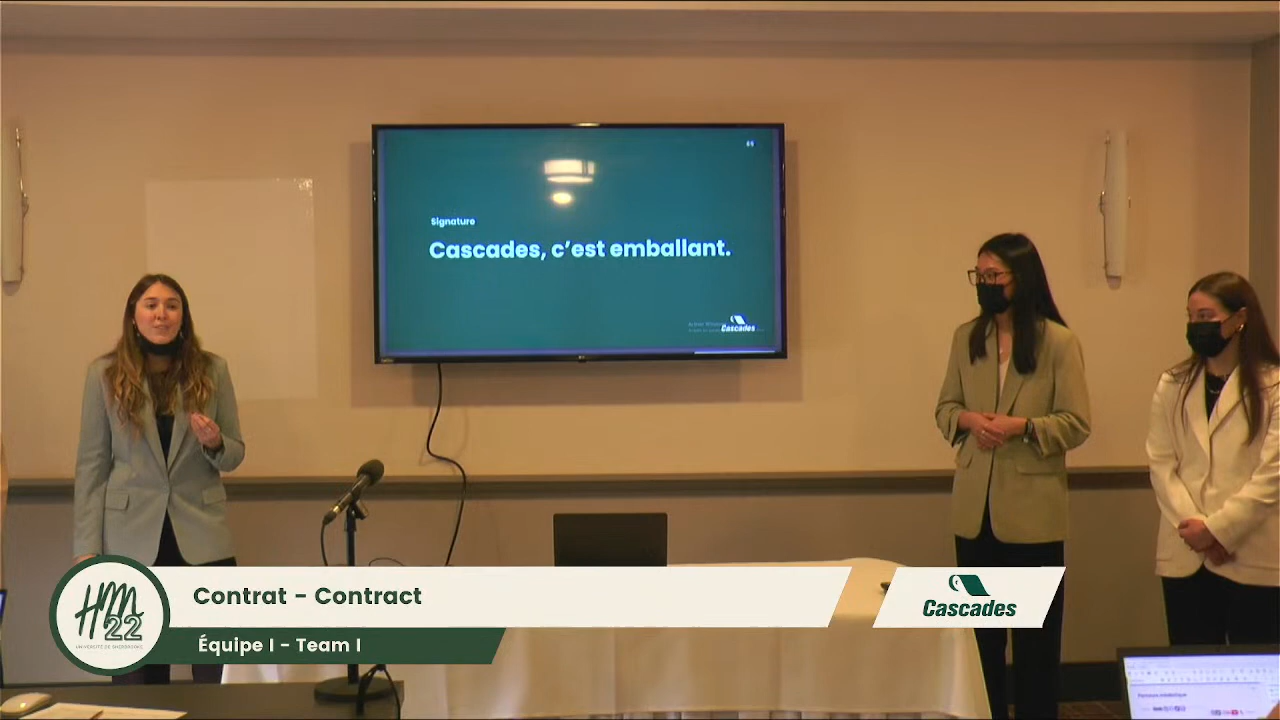 Signature
Cascades, c'est emballant.
Cascades
Contrat - Contract
Équipe I - Team I
HM
22
UNIVERSITÉ DE SHERBROOKE
Cascades